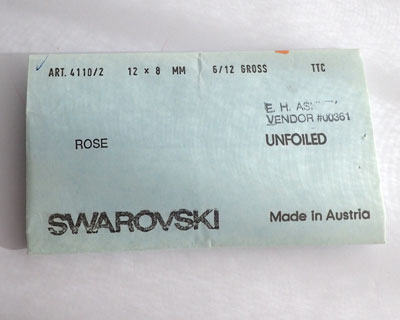 ART. 4110/2 12 x 8 MM 6/12 GROSS TTC
E. H.
VENDOR #00361
ROSE UNFOILED
SWAROVSKI Made in Austria